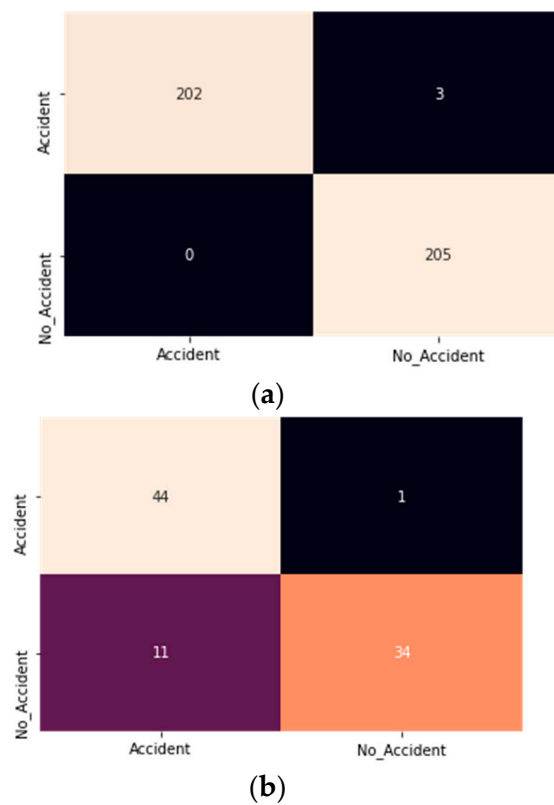 Accident
202
3
No_Accident
0
205
Accident
No_Accident
(a)
Accident
44
1
No_Accident
11
34
Accident
No_Accident
(b)